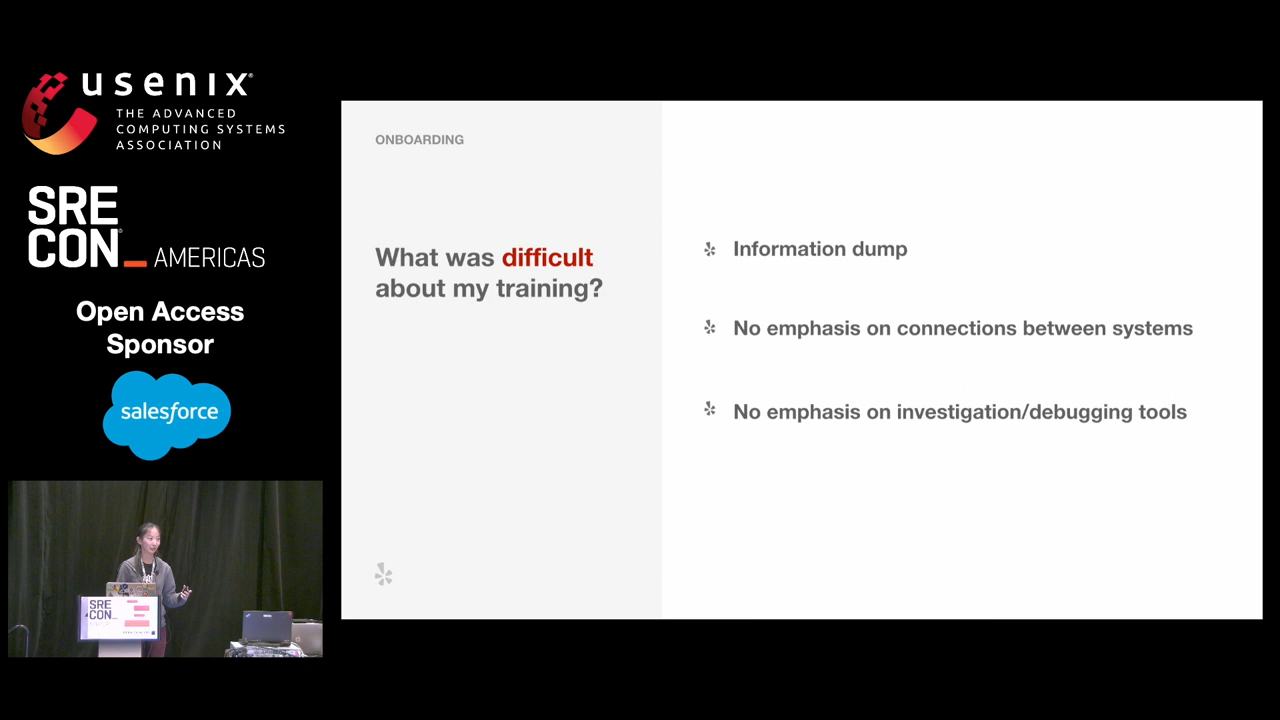 usenix®
THE ADVANCED
COMPUTING SYSTEMS
ASSOCIATION
SRE
CON
AMERICAS
Open Access
Sponsor
salesforce
SRE
CON
ONBOARDING
What was difficult
about my training?
Information dump
No emphasis on connections between systems
No emphasis on investigation/debugging tools